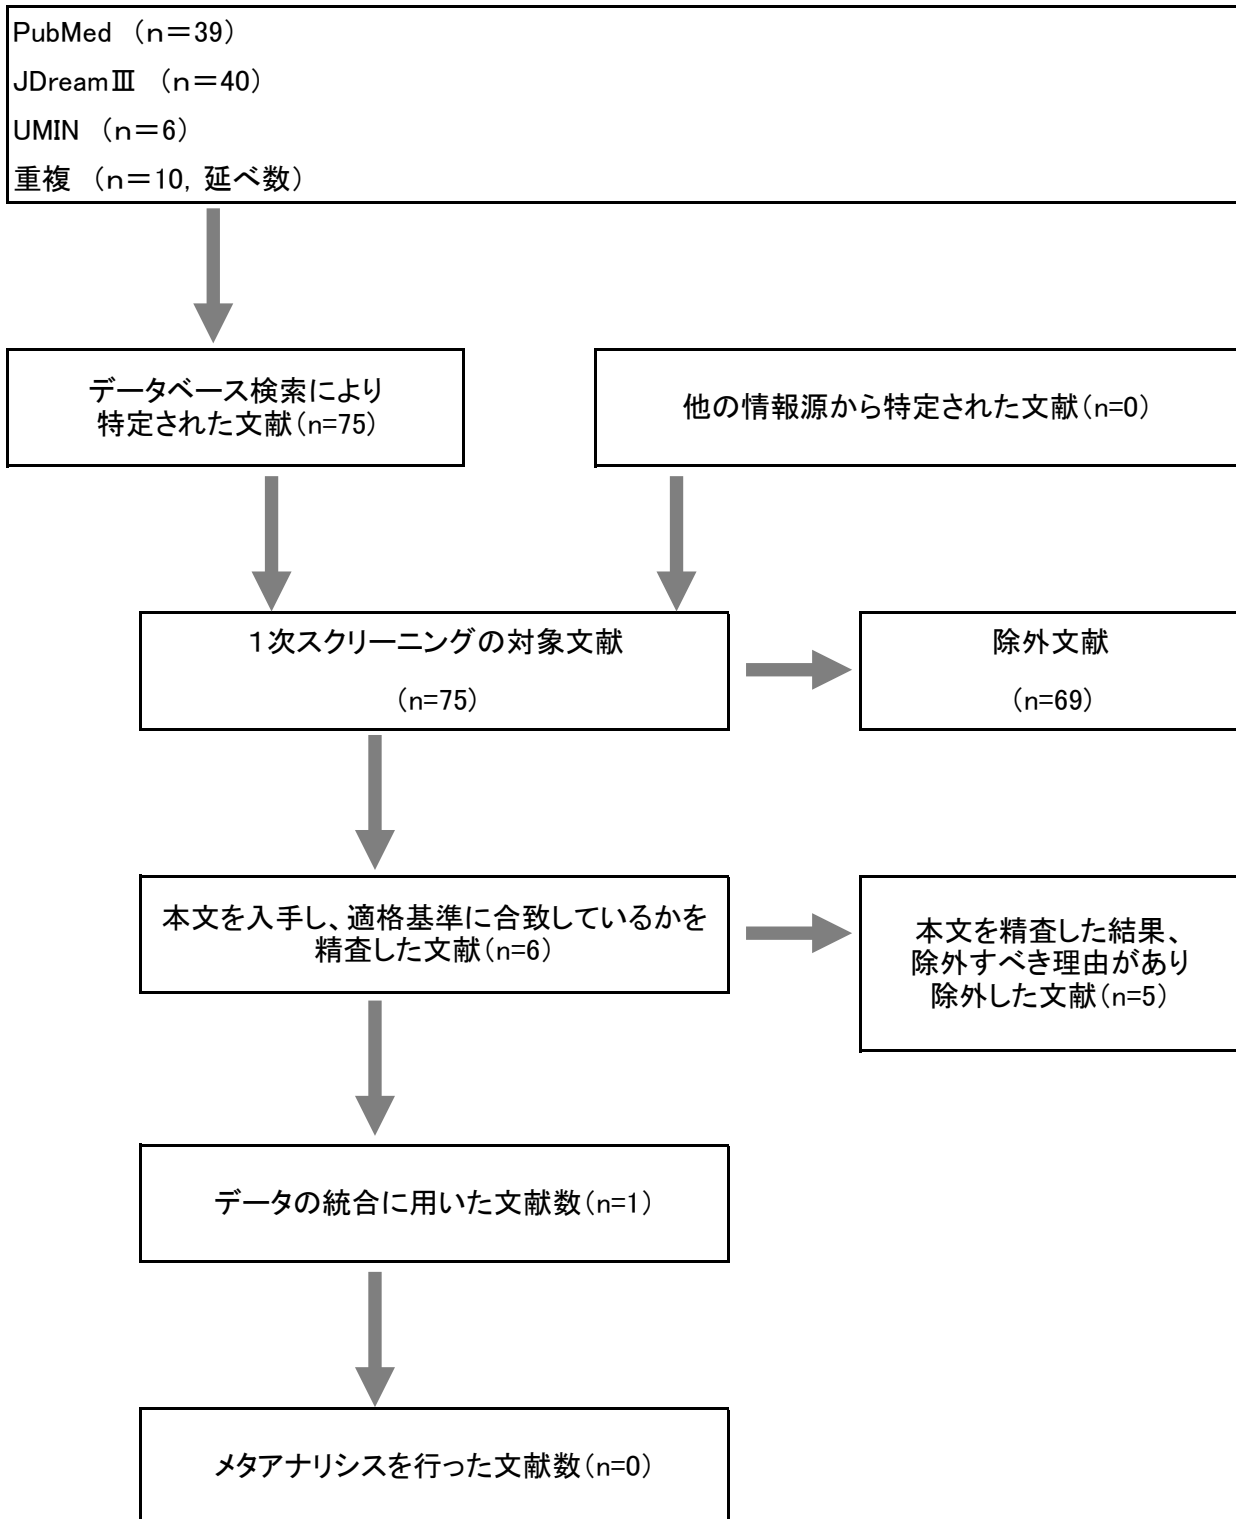 PubMed （n＝39）
JDreamⅢ （n＝40）
UMIN （n＝6）
重複 （n＝10, 延べ数）
データベース検索により
特定された文献（n=75）
他の情報源から特定された文献（n=0）
１次スクリーニングの対象文献
（n=75）
除外文献
（n=69）
本文を入手し、適格基準に合致しているかを
精査した文献（n=6）
本文を精査した結果、
除外すべき理由があり
除外した文献（n=5）
データの統合に用いた文献数（n=1）
メタアナリシスを行った文献数（n=0）